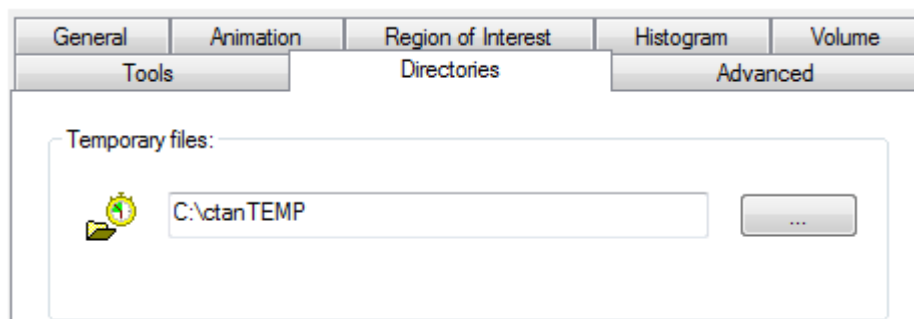 General Animation Region of Interest Histogram Volume
Tools Directories Advanced
Temporary files:
C:\ctanTEMP
...